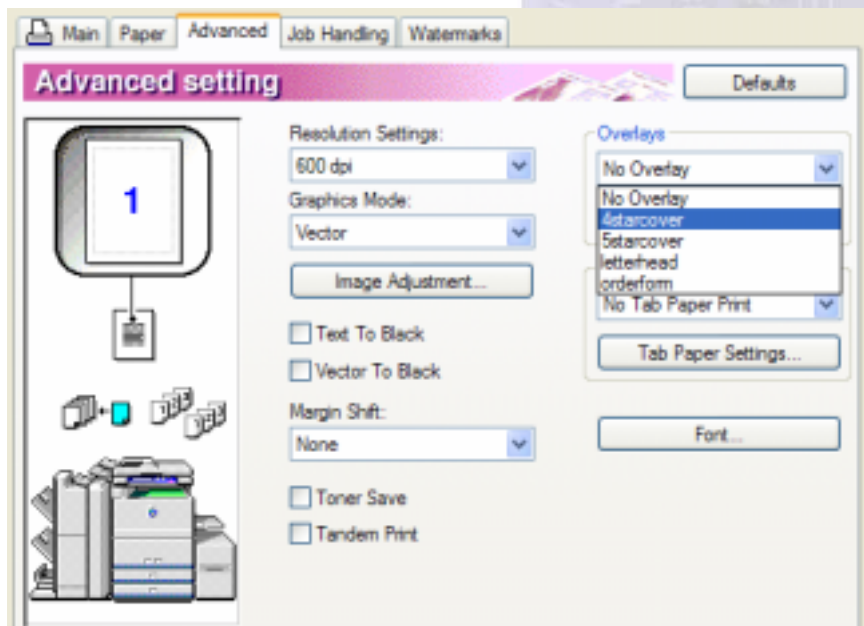 Main Paper Advanced Job Handling Watermarks
Advanced setting
Defaults
1
Resolution Settings:
600 dpi
Graphics Mode:
Vector
Image Adjustment...
Text To Black
Vector To Black
Margin Shift:
None
Toner Save
Tandem Print
Overlays
No Overlay
No Overlay
4starcover
5starcover
letterhead
orderform
No Tab Paper Print
Tab Paper Settings...
Font...